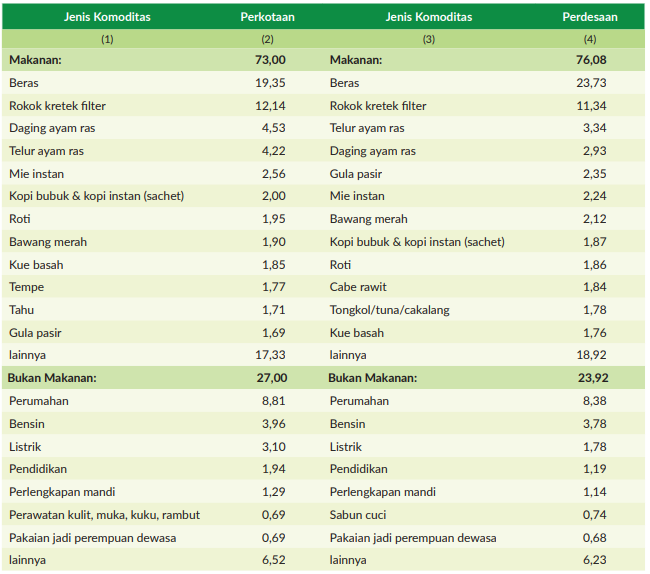 Jenis Komoditas Perkotaan Jenis Komoditas Perdesaan
(1) (2) (3) (4)
Makanan: 73,00 Makanan: 76,08
Beras 19,35 Beras 23,73
Rokok kretek filter 12,14 Rokok kretek filter 11,34
Daging ayam ras 4,53 Telur ayam ras 3,34
Telur ayam ras 4,22 Daging ayam ras 2,93
Mie instan 2,56 Gula pasir 2,35
Kopi bubuk & kopi instan (sachet) 2,00 Mie instan 2,24
Roti 1,95 Bawang merah 2,12
Bawang merah 1,90 Kopi bubuk & kopi instan (sachet) 1,87
Kue basah 1,85 Roti 1,86
Tempe 1,77 Cabe rawit 1,84
Tahu 1,71 Tongkol/tuna/cakalang 1,78
Gula pasir 1,69 Kue basah 1,76
lainnya 17,33 lainnya 18,92
Bukan Makanan: 27,00 Bukan Makanan: 23,92
Perumahan 8,81 Perumahan 8,38
Bensin 3,96 Bensin 3,78
Listrik 3,10 Listrik 1,78
Pendidikan 1,94 Pendidikan 1,19
Perlengkapan mandi 1,29 Perlengkapan mandi 1,14
Perawatan kulit, muka, kuku, rambut 0,69 Sabun cuci 0,74
Pakaian jadi perempuan dewasa 0,69 Pakaian jadi perempuan dewasa 0,68
lainnya 6,52 lainnya 6,23